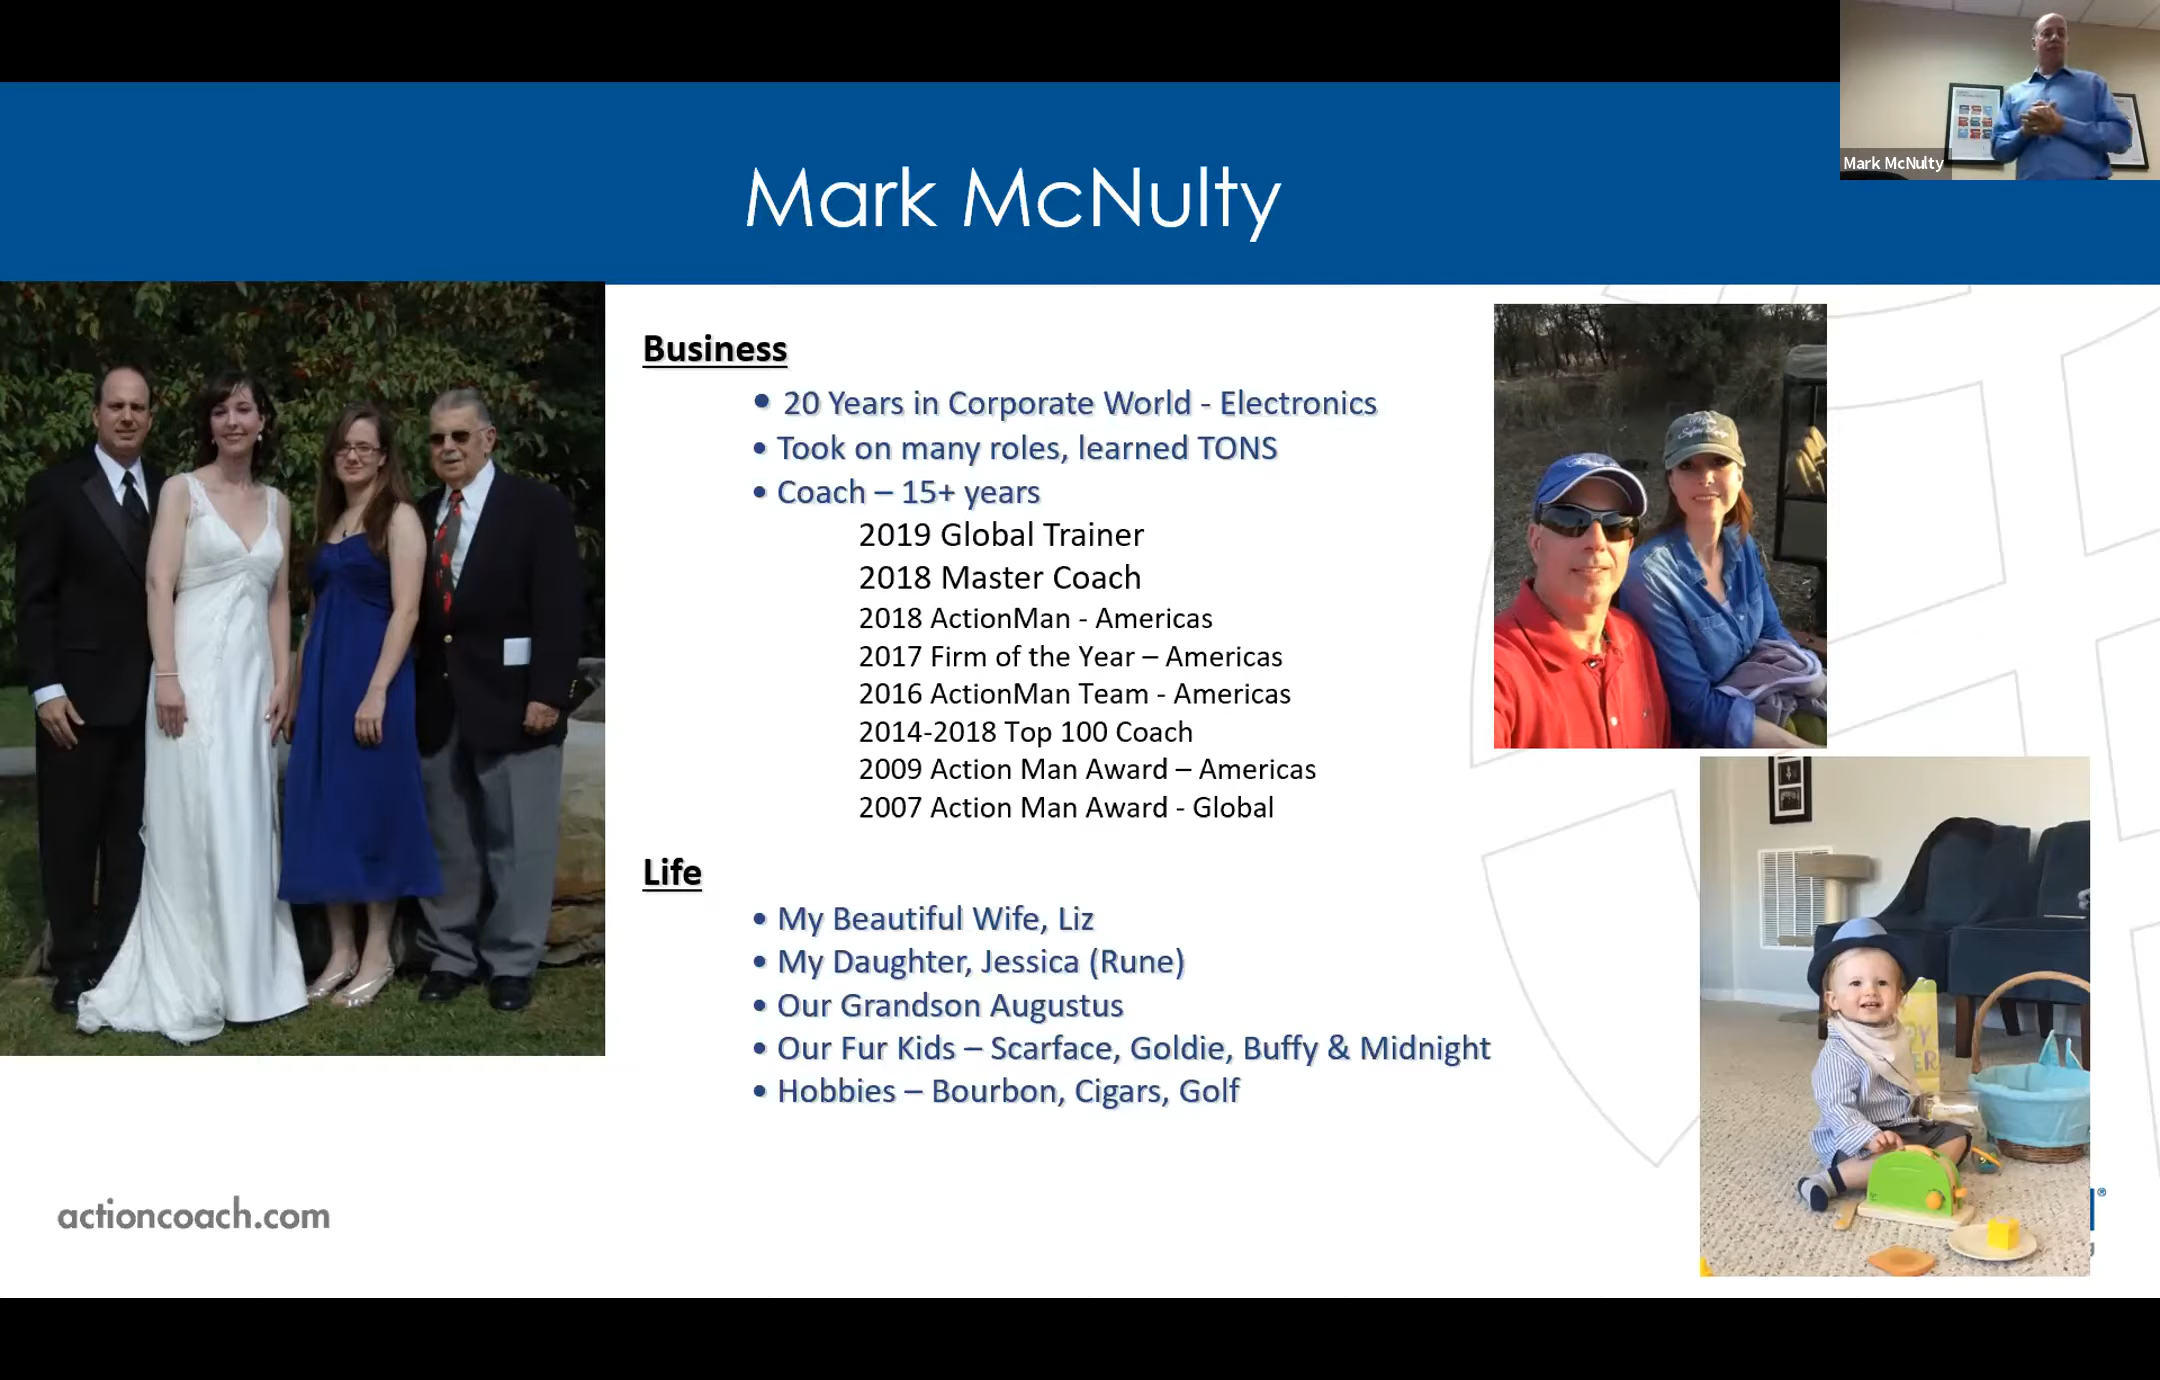 Mark McNulty
Mark McNulty
Business
• 20 Years in Corporate World - Electronics
• Took on many roles, learned TONS
• Coach – 15+ years
2019 Global Trainer
2018 Master Coach
2018 ActionMan - Americas
2017 Firm of the Year – Americas
2016 ActionMan Team - Americas
2014-2018 Top 100 Coach
2009 Action Man Award – Americas
2007 Action Man Award - Global
Life
• My Beautiful Wife, Liz
• My Daughter, Jessica (Rune)
• Our Grandson Augustus
• Our Fur Kids – Scarface, Goldie, Buffy & Midnight
• Hobbies – Bourbon, Cigars, Golf
actioncoach.com